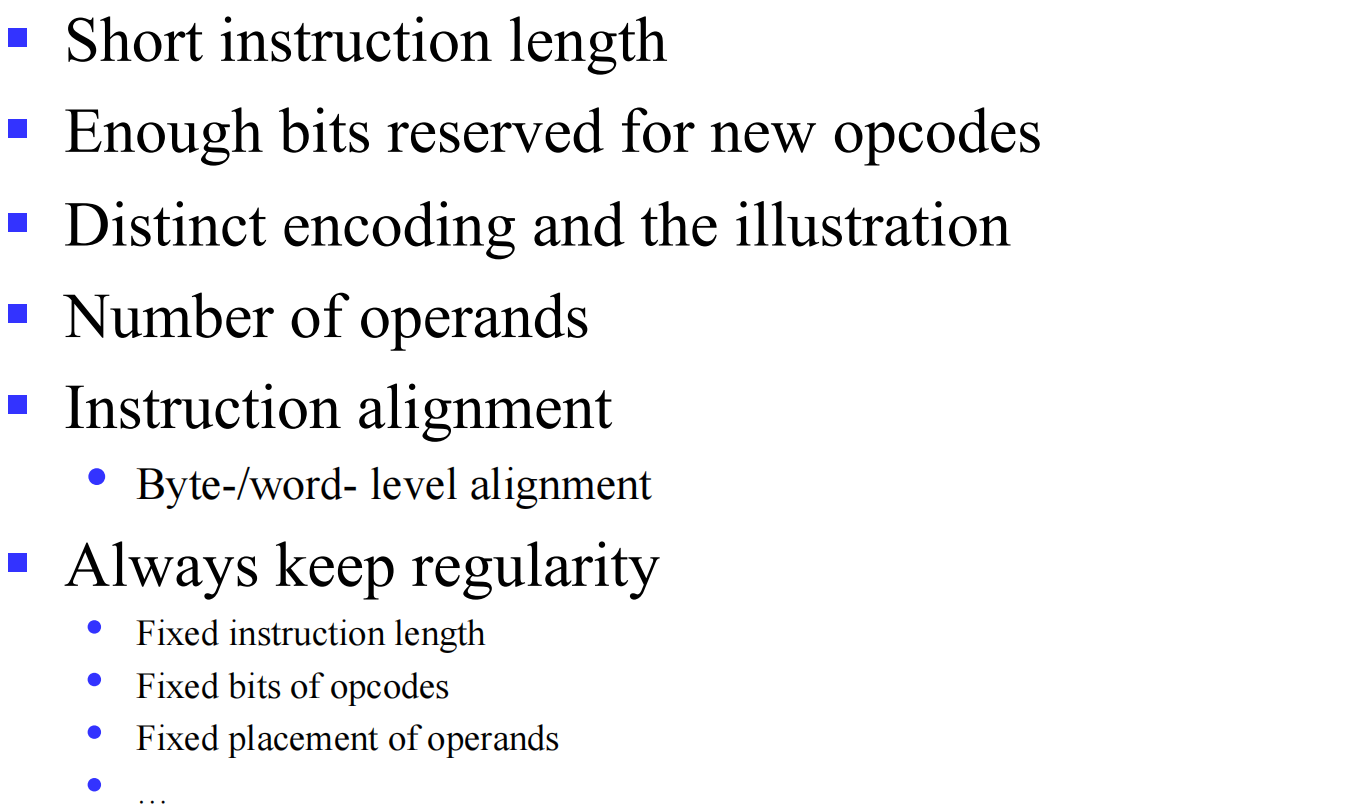 Short instruction length
Enough bits reserved for new opcodes
Distinct encoding and the illustration
Number of operands
Instruction alignment
Byte-/word- level alignment
Always keep regularity
Fixed instruction length
Fixed bits of opcodes
Fixed placement of operands
…